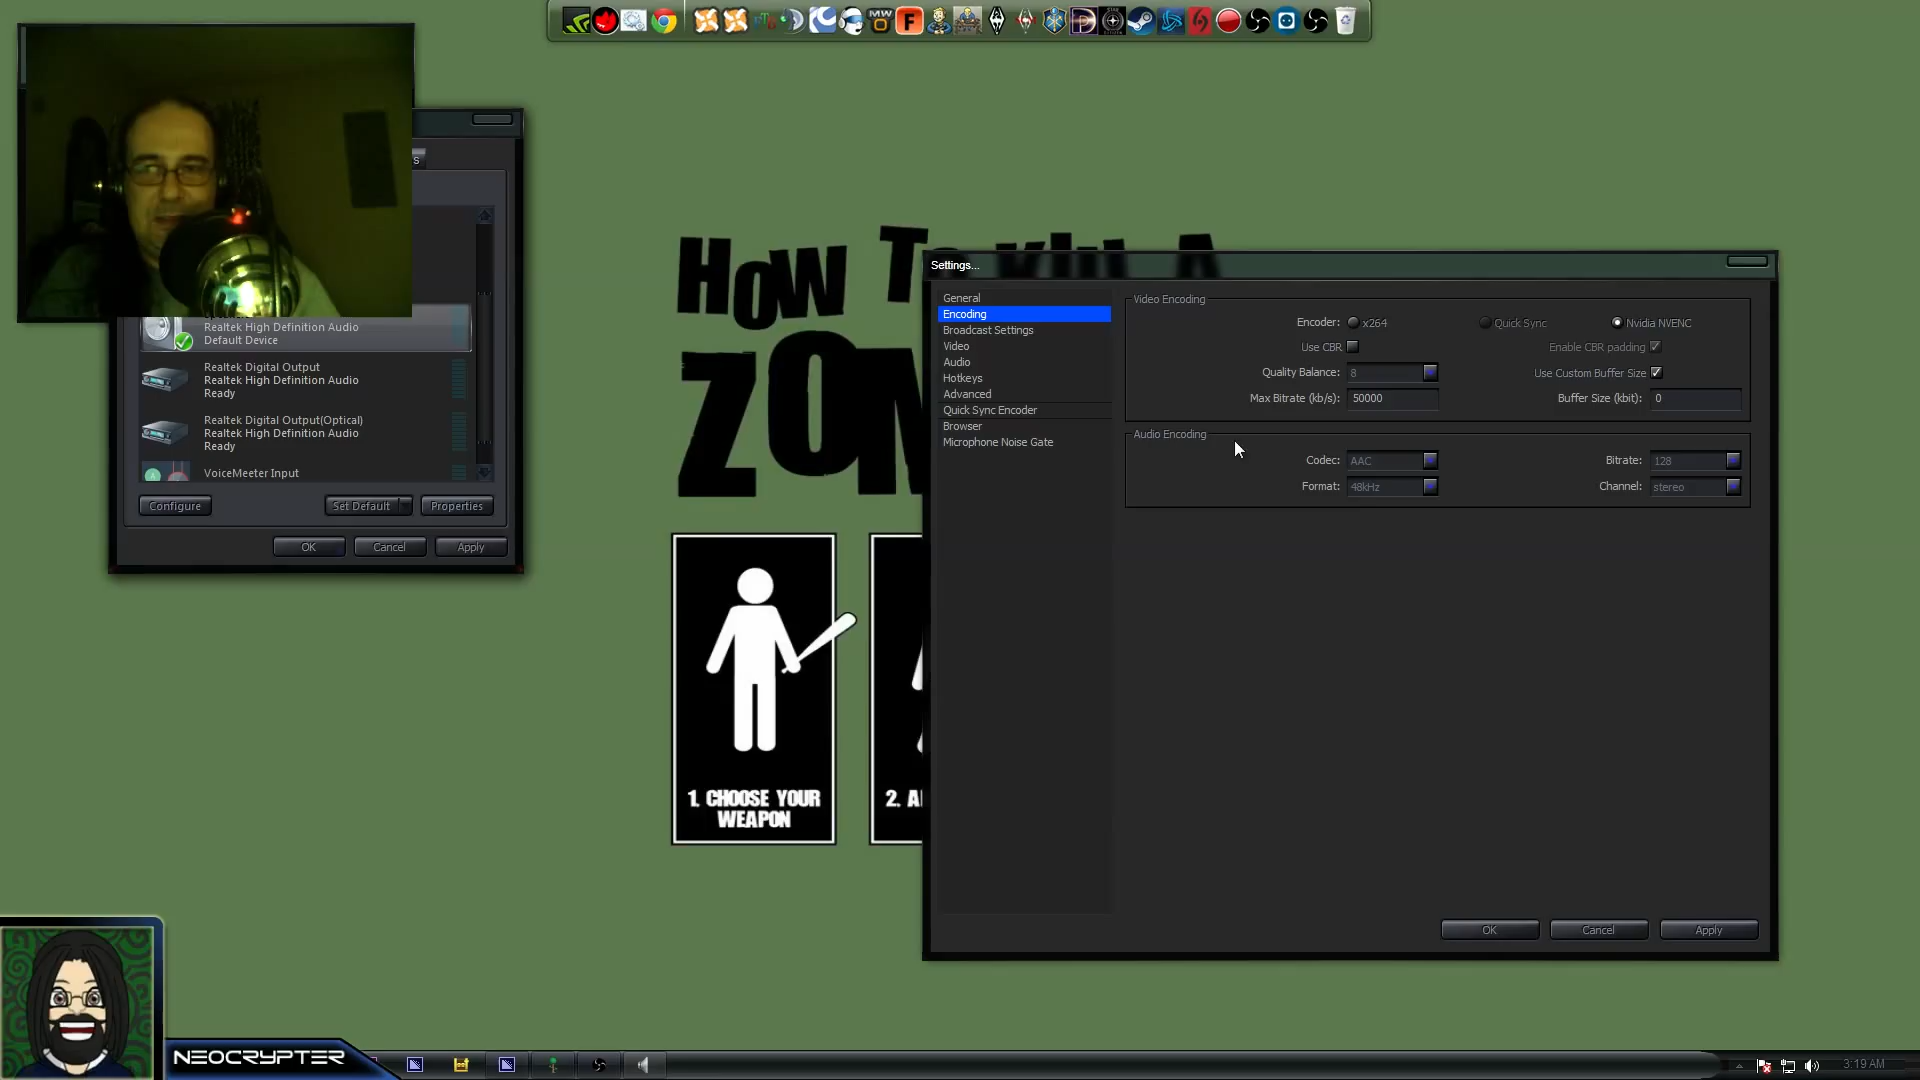 HOW TO KILL A
ZOM
1. CHOOSE YOUR
WEAPON
2. A
s
Realtek High Definition Audio
Default Device
Realtek Digital Output
Realtek High Definition Audio
Ready
Realtek Digital Output(Optical)
Realtek High Definition Audio
Ready
VoiceMeeter Input
Configure
Set Default
Properties
OK
Cancel
Apply
Settings...
General
Encoding
Broadcast Settings
Video
Audio
Hotkeys
Advanced
Quick Sync Encoder
Browser
Microphone Noise Gate
Video Encoding
Encoder: x264 Quick Sync Nvidia NVENC
Use CBR Enable CBR padding
Quality Balance: 8 Use Custom Buffer Size
Max Bitrate (kb/s): 50000 Buffer Size (kbit): 0
Audio Encoding
Codec: AAC Bitrate: 128
Format: 48kHz Channel: stereo
OK
Cancel
Apply
NEOCRYPTER
3:19 AM